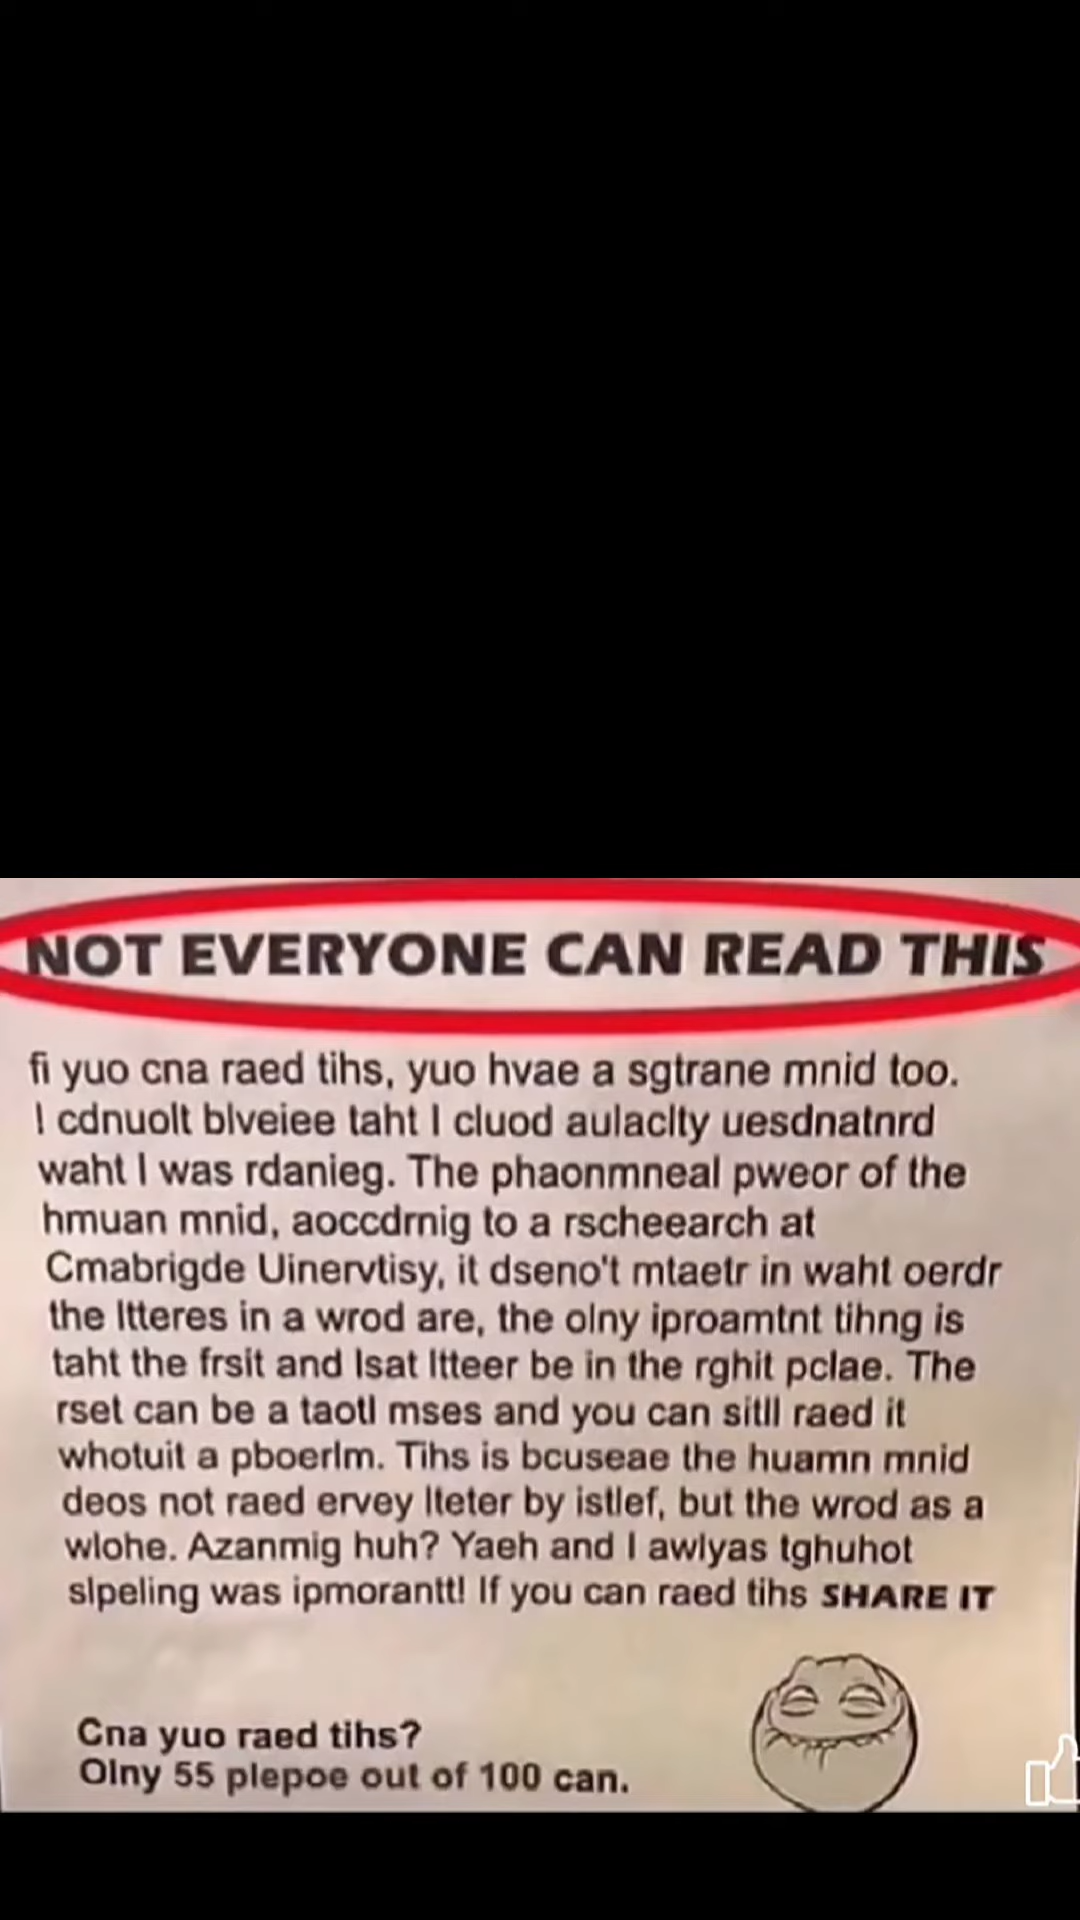 NOT EVERYONE CAN READ THIS
fi yuo cna raed tihs, yuo hvae a sgtrane mnid too.
I cdnuolt blveiee taht I cluod aulaclty uesdnatnrd
waht I was rdanieg. The phaonmneal pweor of the
hmuan mnid, aoccdrnig to a rscheearch at
Cmabrigde Uinervtisy, it dseno't mtaetr in waht oerdr
the ltteres in a wrod are, the olny iproamtnt tihng is
taht the frsit and lsat ltteer be in the rghit pclae. The
rset can be a taotl mses and you can sitll raed it
whotuit a pboerlm. Tihs is bcuseae the huamn mnid
deos not raed ervey lteter by istlef, but the wrod as a
wlohe. Azanmig huh? Yaeh and I awlyas tghuhot
slpeling was ipmorantt! If you can raed tihs SHARE IT
Cna yuo raed tihs?
Olny 55 plepoe out of 100 can.